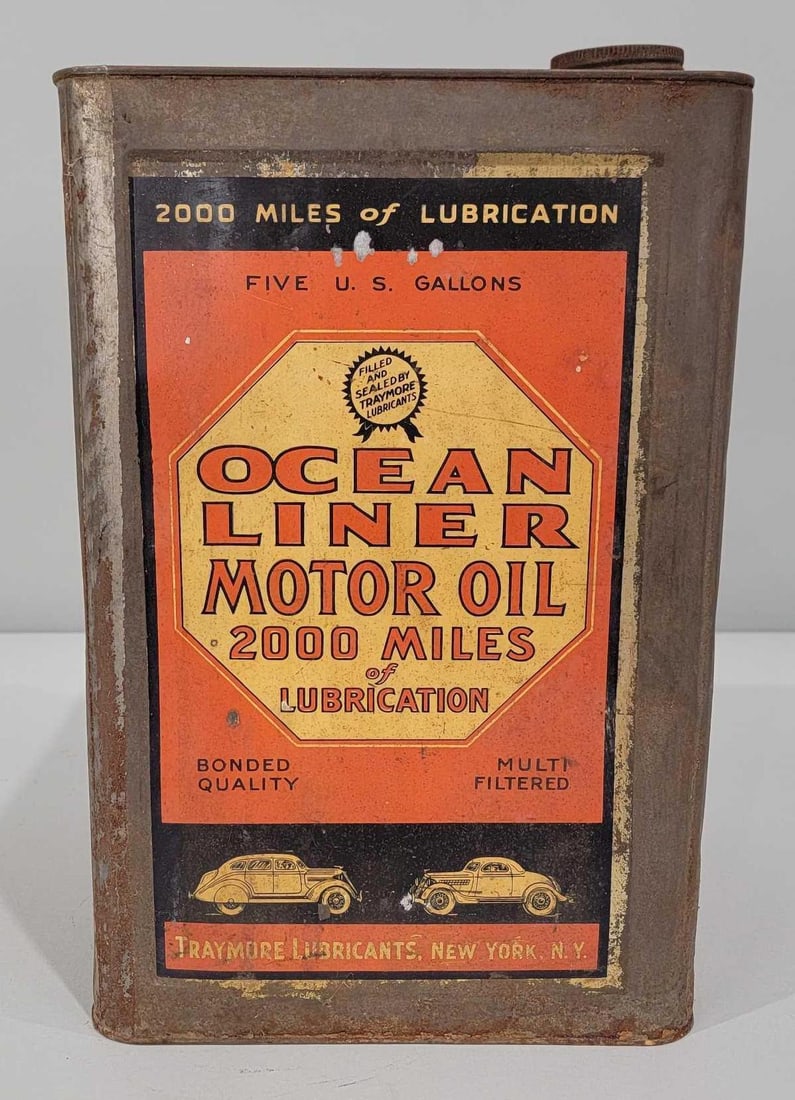 2000 MILES of LUBRICATION
FIVE U. S. GALLONS
FILLED
AND
SEALED BY
TRAYMORE
LUBRICANTS
OCEAN
LINER
MOTOR OIL
2000 MILES
of
LUBRICATION
BONDED
QUALITY
MULTI
FILTERED
TRAYMORE LUBRICANTS, NEW YORK, N.Y.